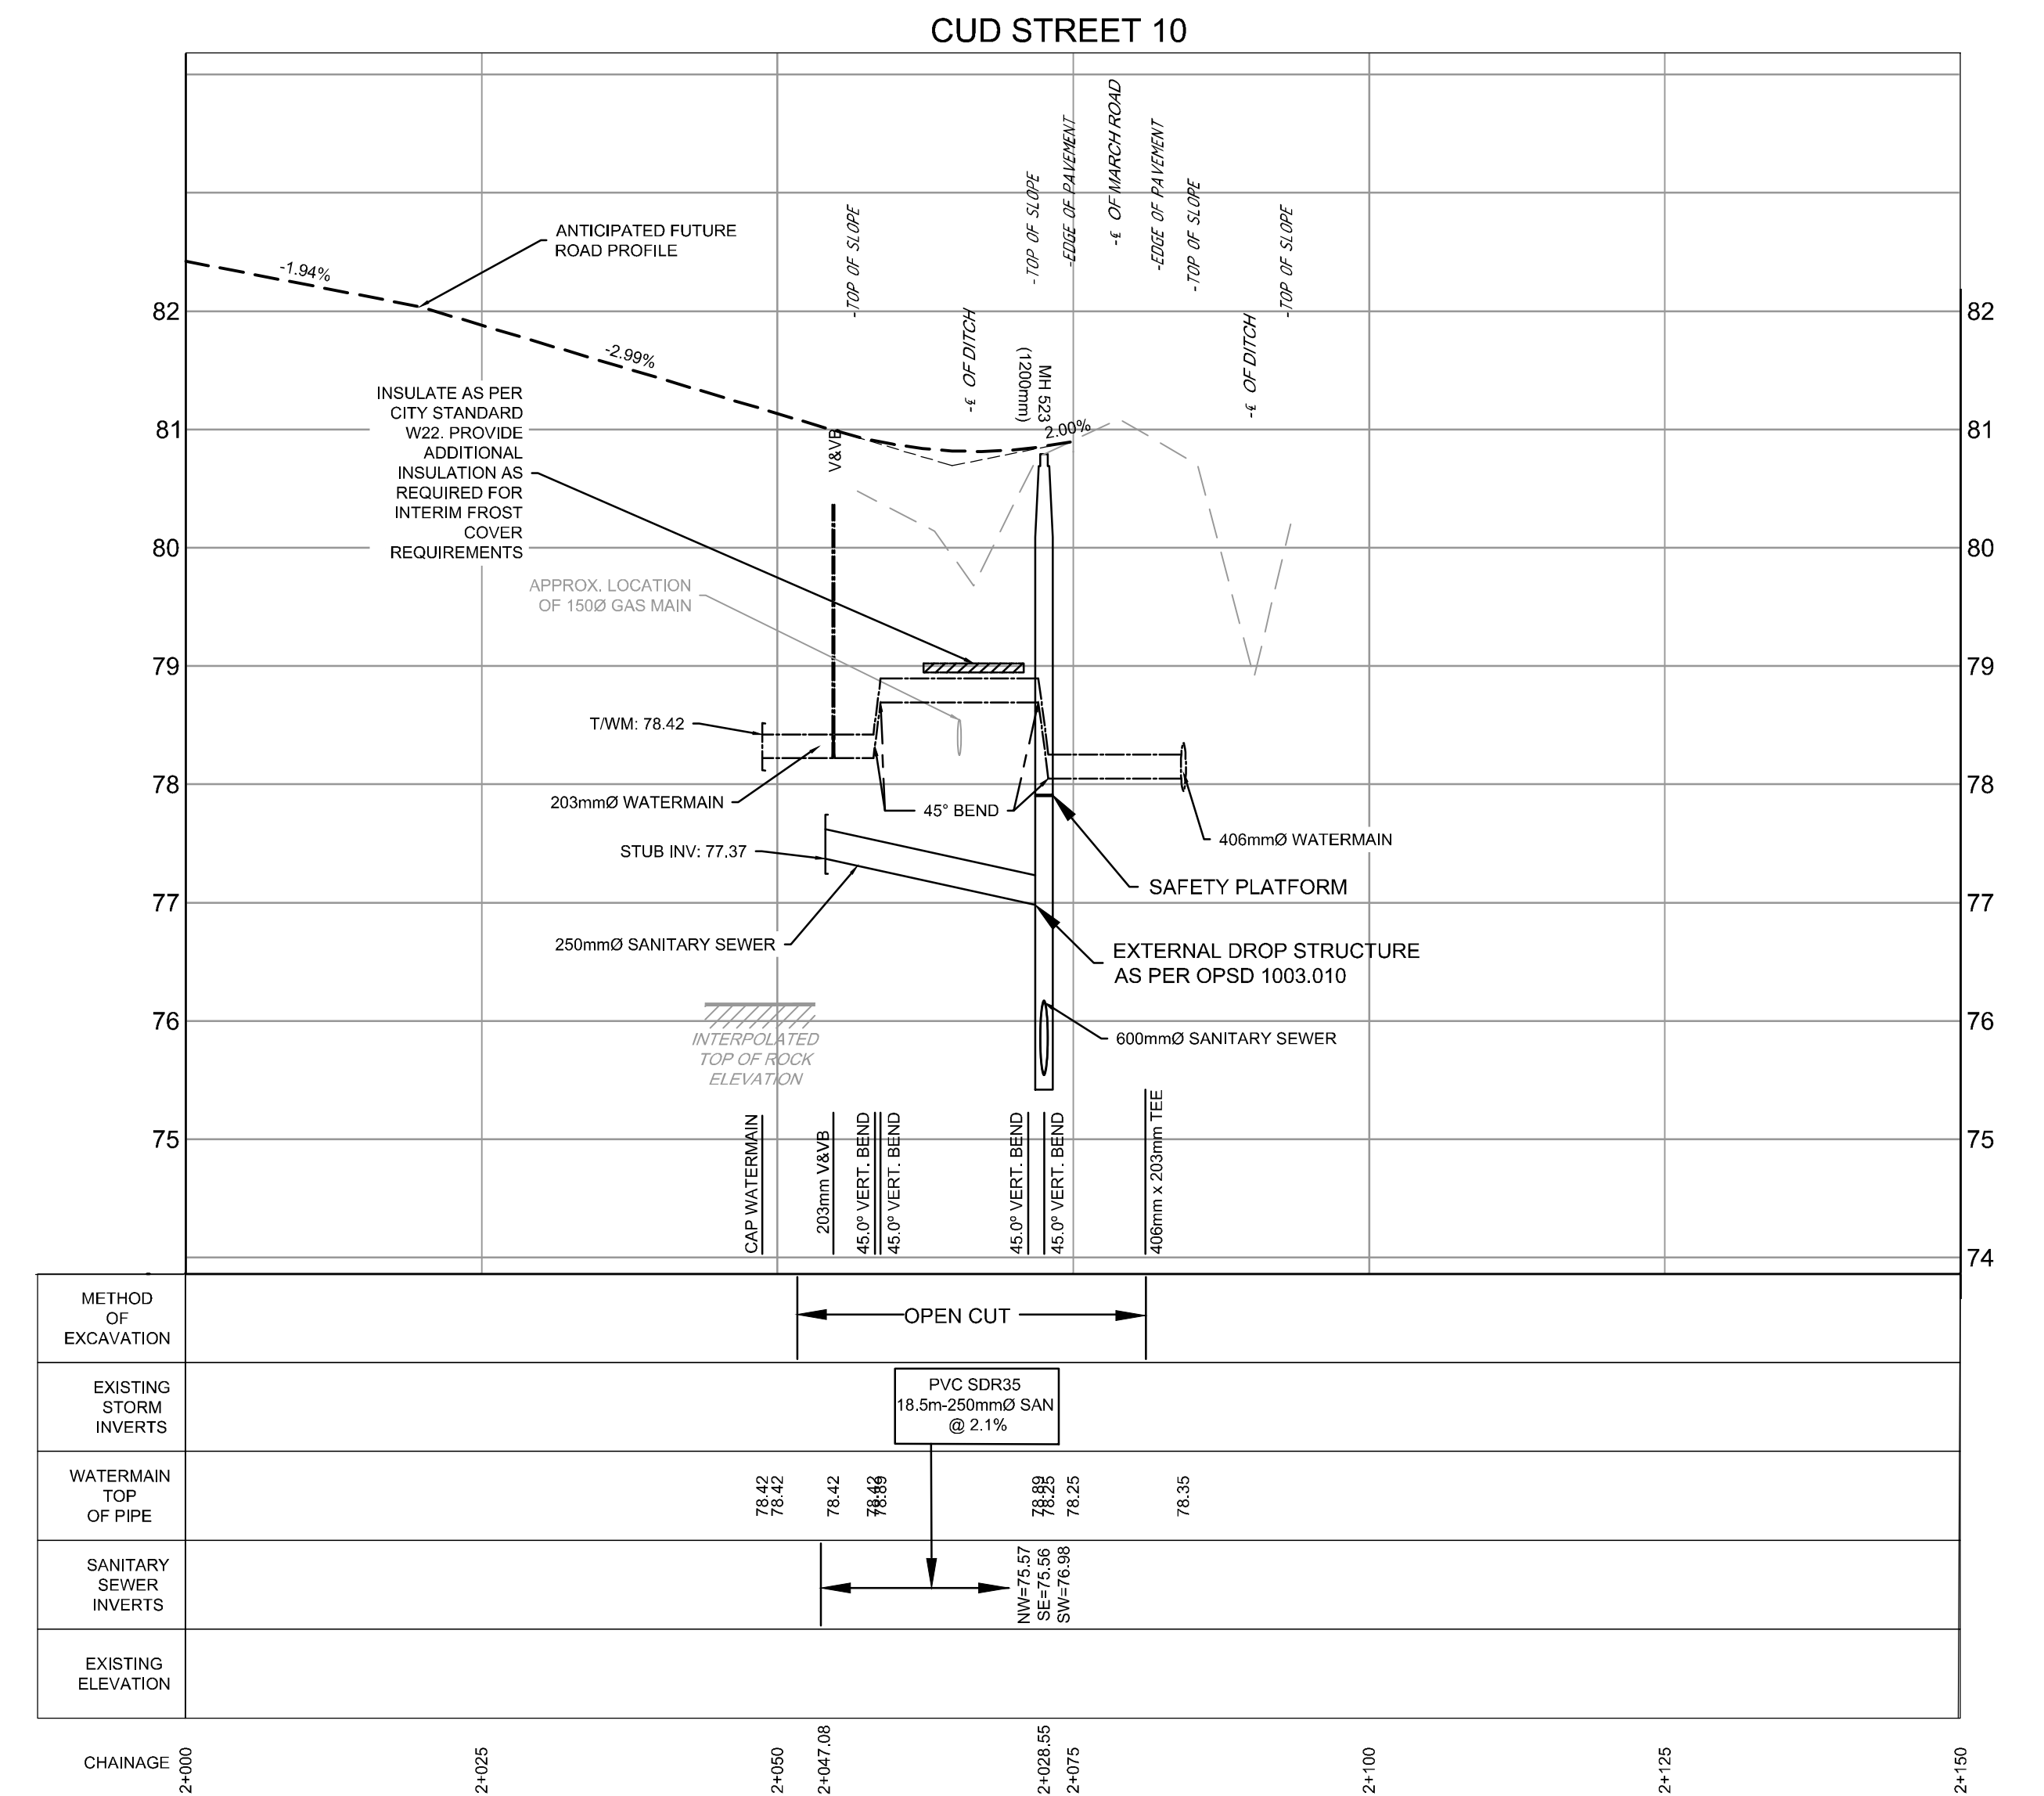 CUD STREET 10
-1.94%
ANTICIPATED FUTURE
ROAD PROFILE
-2.99%
-TOP OF SLOPE
-℄ OF DITCH
-TOP OF SLOPE
-EDGE OF PAVEMENT
-℄ OF MARCH ROAD
-EDGE OF PAVEMENT
-TOP OF SLOPE
-℄ OF DITCH
-TOP OF SLOPE
MH 523
(1200mm)
2.00%
V&VB
82
81
80
79
78
77
76
75
82
81
80
79
78
77
76
75
74
INSULATE AS PER
CITY STANDARD
W22. PROVIDE
ADDITIONAL
INSULATION AS
REQUIRED FOR
INTERIM FROST
COVER
REQUIREMENTS
APPROX. LOCATION
OF 150Ø GAS MAIN
T/WM: 78.42
203mmØ WATERMAIN
45° BEND
406mmØ WATERMAIN
STUB INV: 77.37
SAFETY PLATFORM
250mmØ SANITARY SEWER
EXTERNAL DROP STRUCTURE
AS PER OPSD 1003.010
600mmØ SANITARY SEWER
INTERPOLATED
TOP OF ROCK
ELEVATION
CAP WATERMAIN
203mm V&VB
45.0° VERT. BEND
45.0° VERT. BEND
45.0° VERT. BEND
45.0° VERT. BEND
406mm x 203mm TEE
METHOD
OF
EXCAVATION
OPEN CUT
EXISTING
STORM
INVERTS
PVC SDR35
18.5m-250mmØ SAN
@ 2.1%
WATERMAIN
TOP
OF PIPE
78.42
78.42
78.42
78.42
78.89
78.89
78.25
78.25
78.35
SANITARY
SEWER
INVERTS
NW=75.57
SE=75.56
SW=76.98
EXISTING
ELEVATION
CHAINAGE
2+000
2+025
2+050
2+047.08
2+028.55
2+075
2+100
2+125
2+150